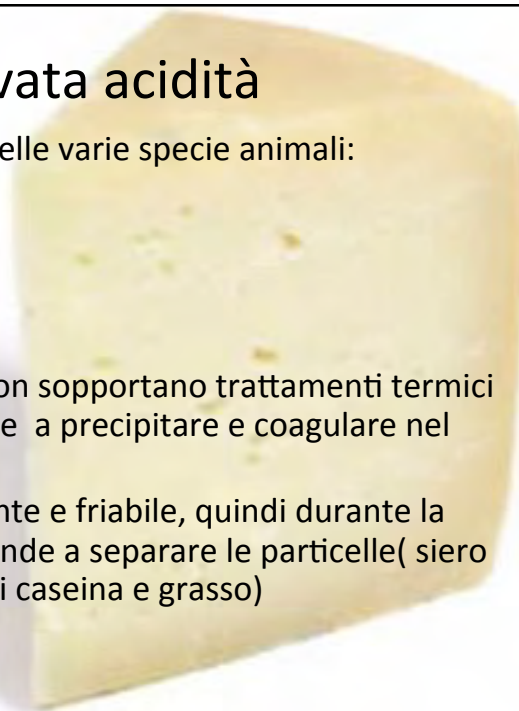 vata acidità
elle varie specie animali:
on sopportano trattamenti termici
e a precipitare e coagulare nel
nte e friabile, quindi durante la
nde a separare le particelle( siero
i caseina e grasso)